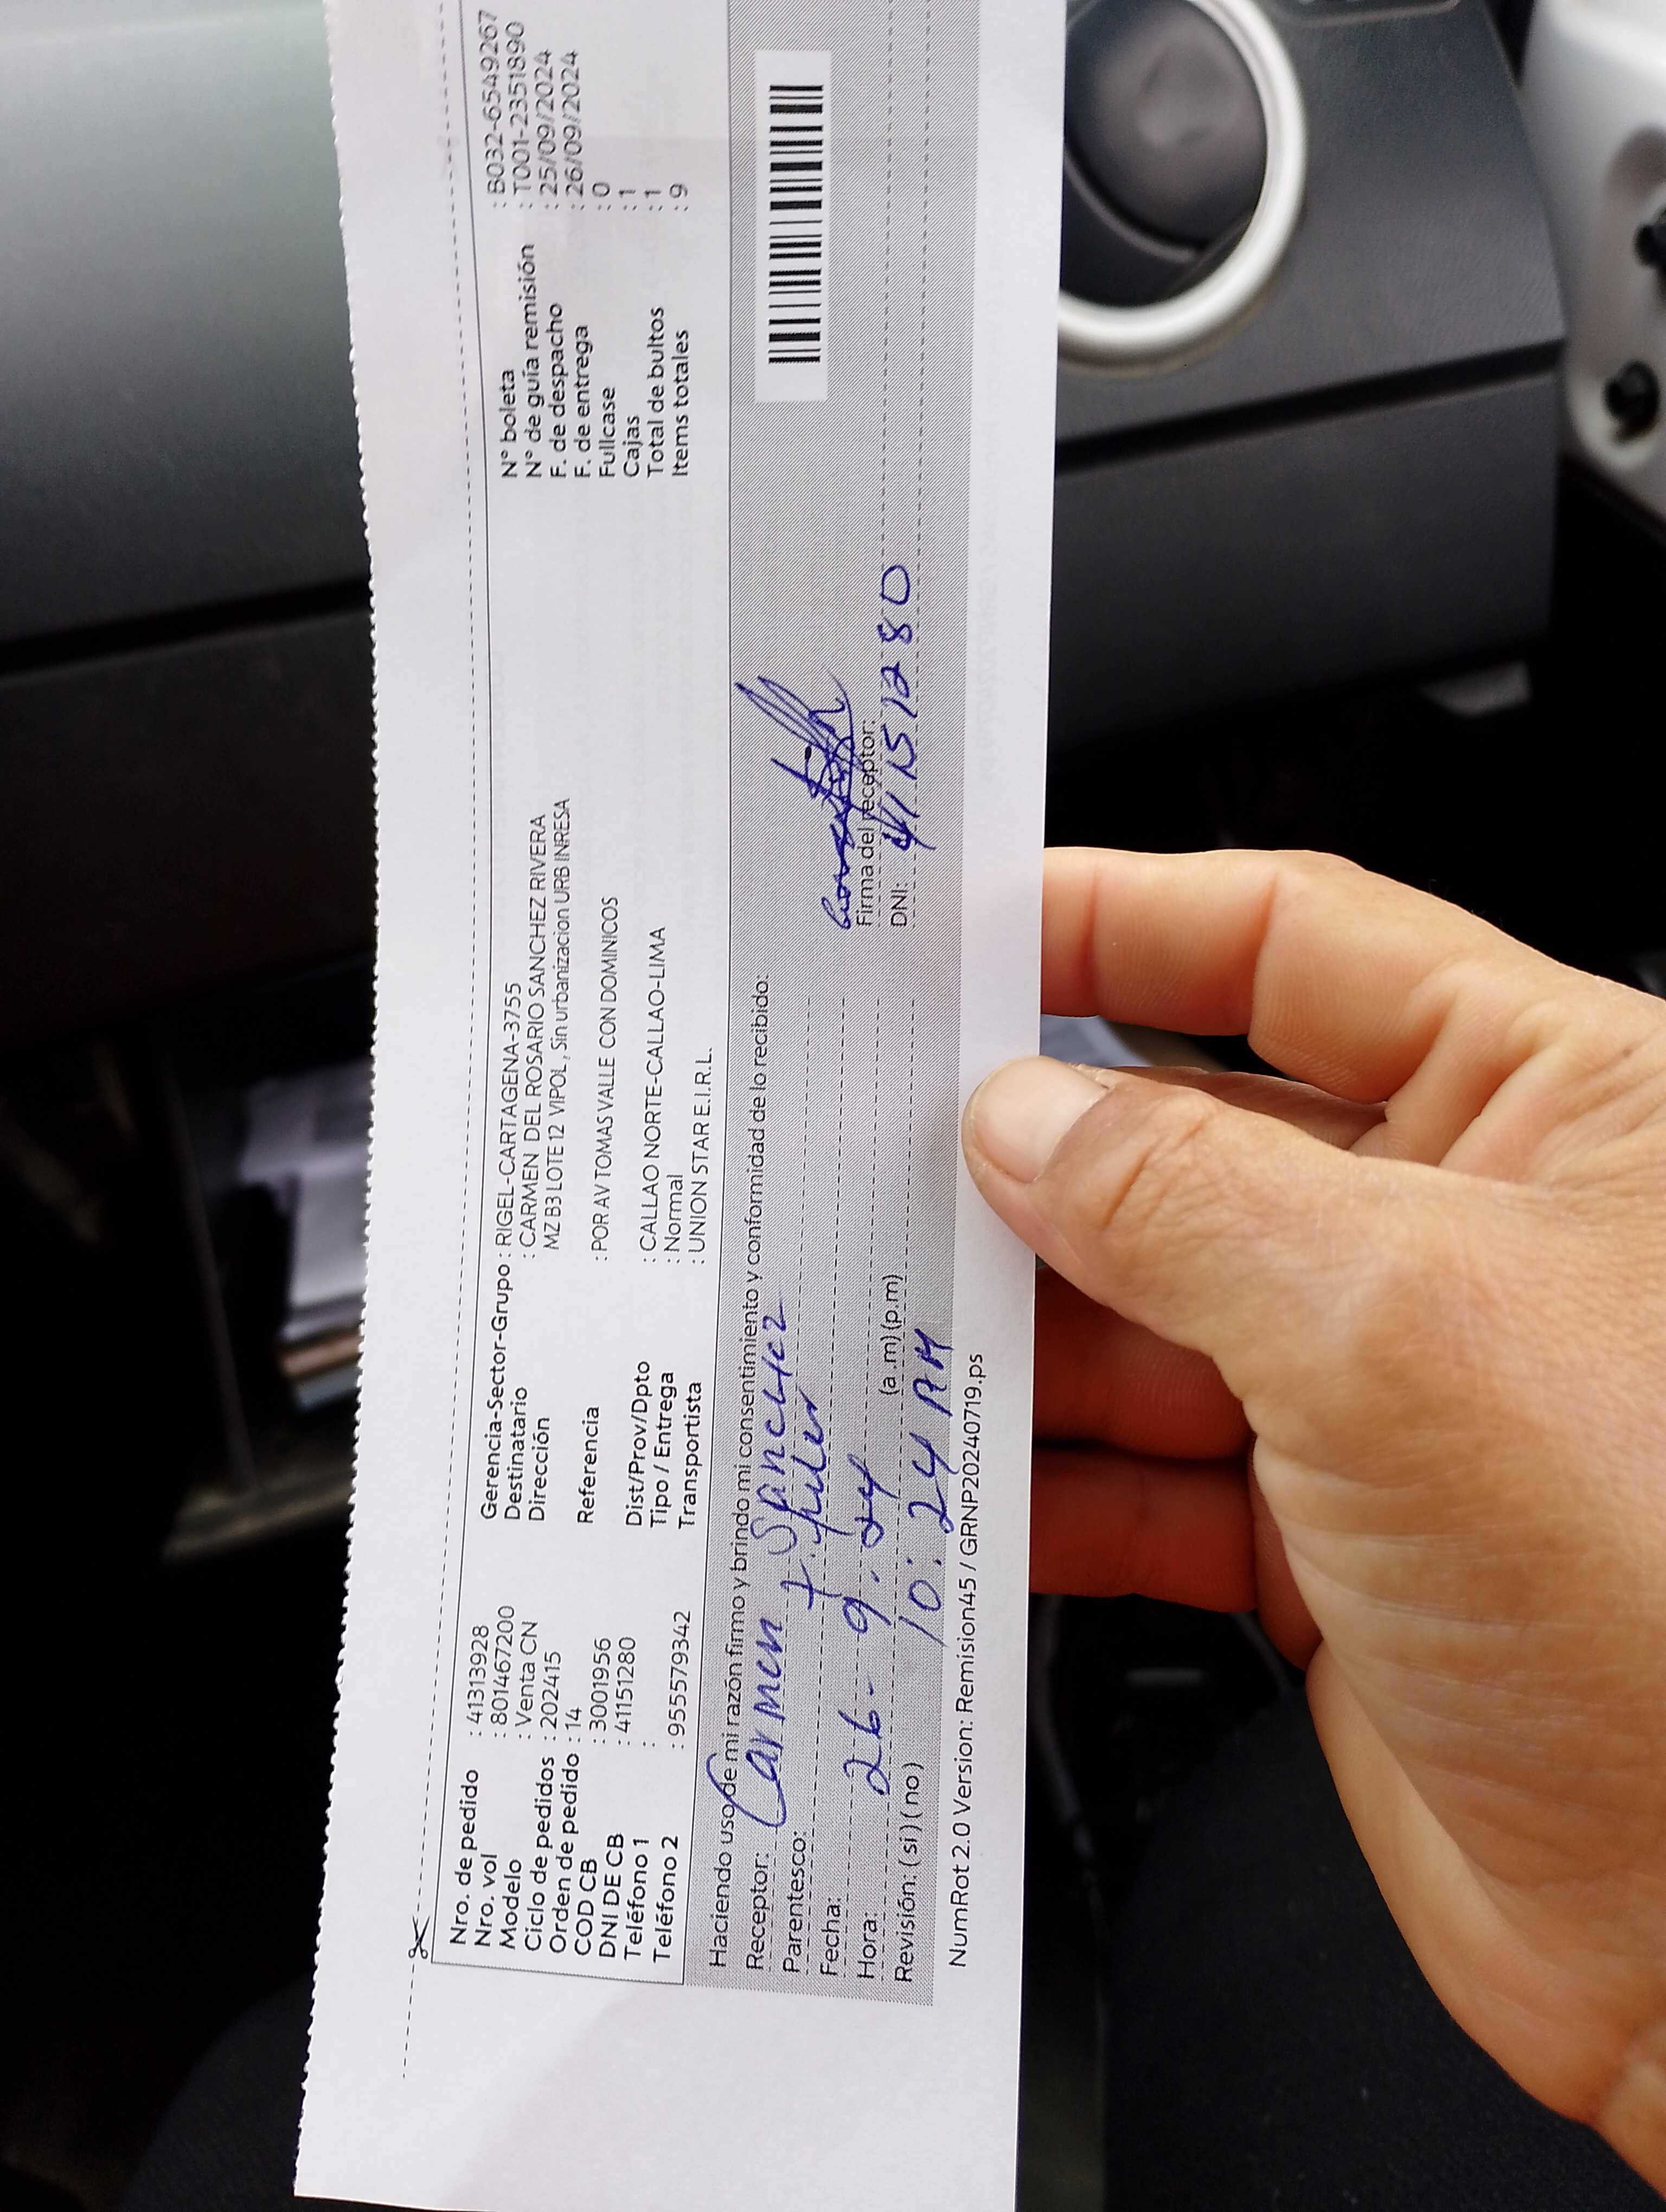 Nro. de pedido : 41313928
Nro. vol : 801467200
Modelo : Venta CN
Ciclo de pedidos : 202415
Orden de pedido : 14
COD CB : 3001956
DNI DE CB : 41151280
Teléfono 1 :
Teléfono 2 : 955579342
Gerencia-Sector-Grupo : RIGEL-CARTAGENA-3755
Destinatario : CARMEN DEL ROSARIO SANCHEZ RIVERA
Dirección MZ B3 LOTE 12 VIPOL , Sin urbanizacion URB INRESA
Referencia : POR AV TOMAS VALLE CON DOMINICOS
Dist/Prov/Dpto : CALLAO NORTE-CALLAO-LIMA
Tipo / Entrega : Normal
Transportista : UNION STAR E.I.R.L.
N° boleta : B032-6549267
N° de guía remisión : T001-2351890
F. de despacho : 25/09/2024
F. de entrega : 26/09/2024
Fullcase : 0
Cajas : 1
Total de bultos : 1
Items totales : 9
Haciendo uso de mi razón firmo y brindo mi consentimiento y conformidad de lo recibido:
Receptor: Carmen Sanchez
Parentesco:
Fecha: 26-9.24
Hora: 10:24 AM (a.m) (p.m)
Revisión: ( si ) ( no )
Firma del receptor:
DNI: 41151280
NumRot 2.0 Version: Remision45 / GRNP20240719.ps